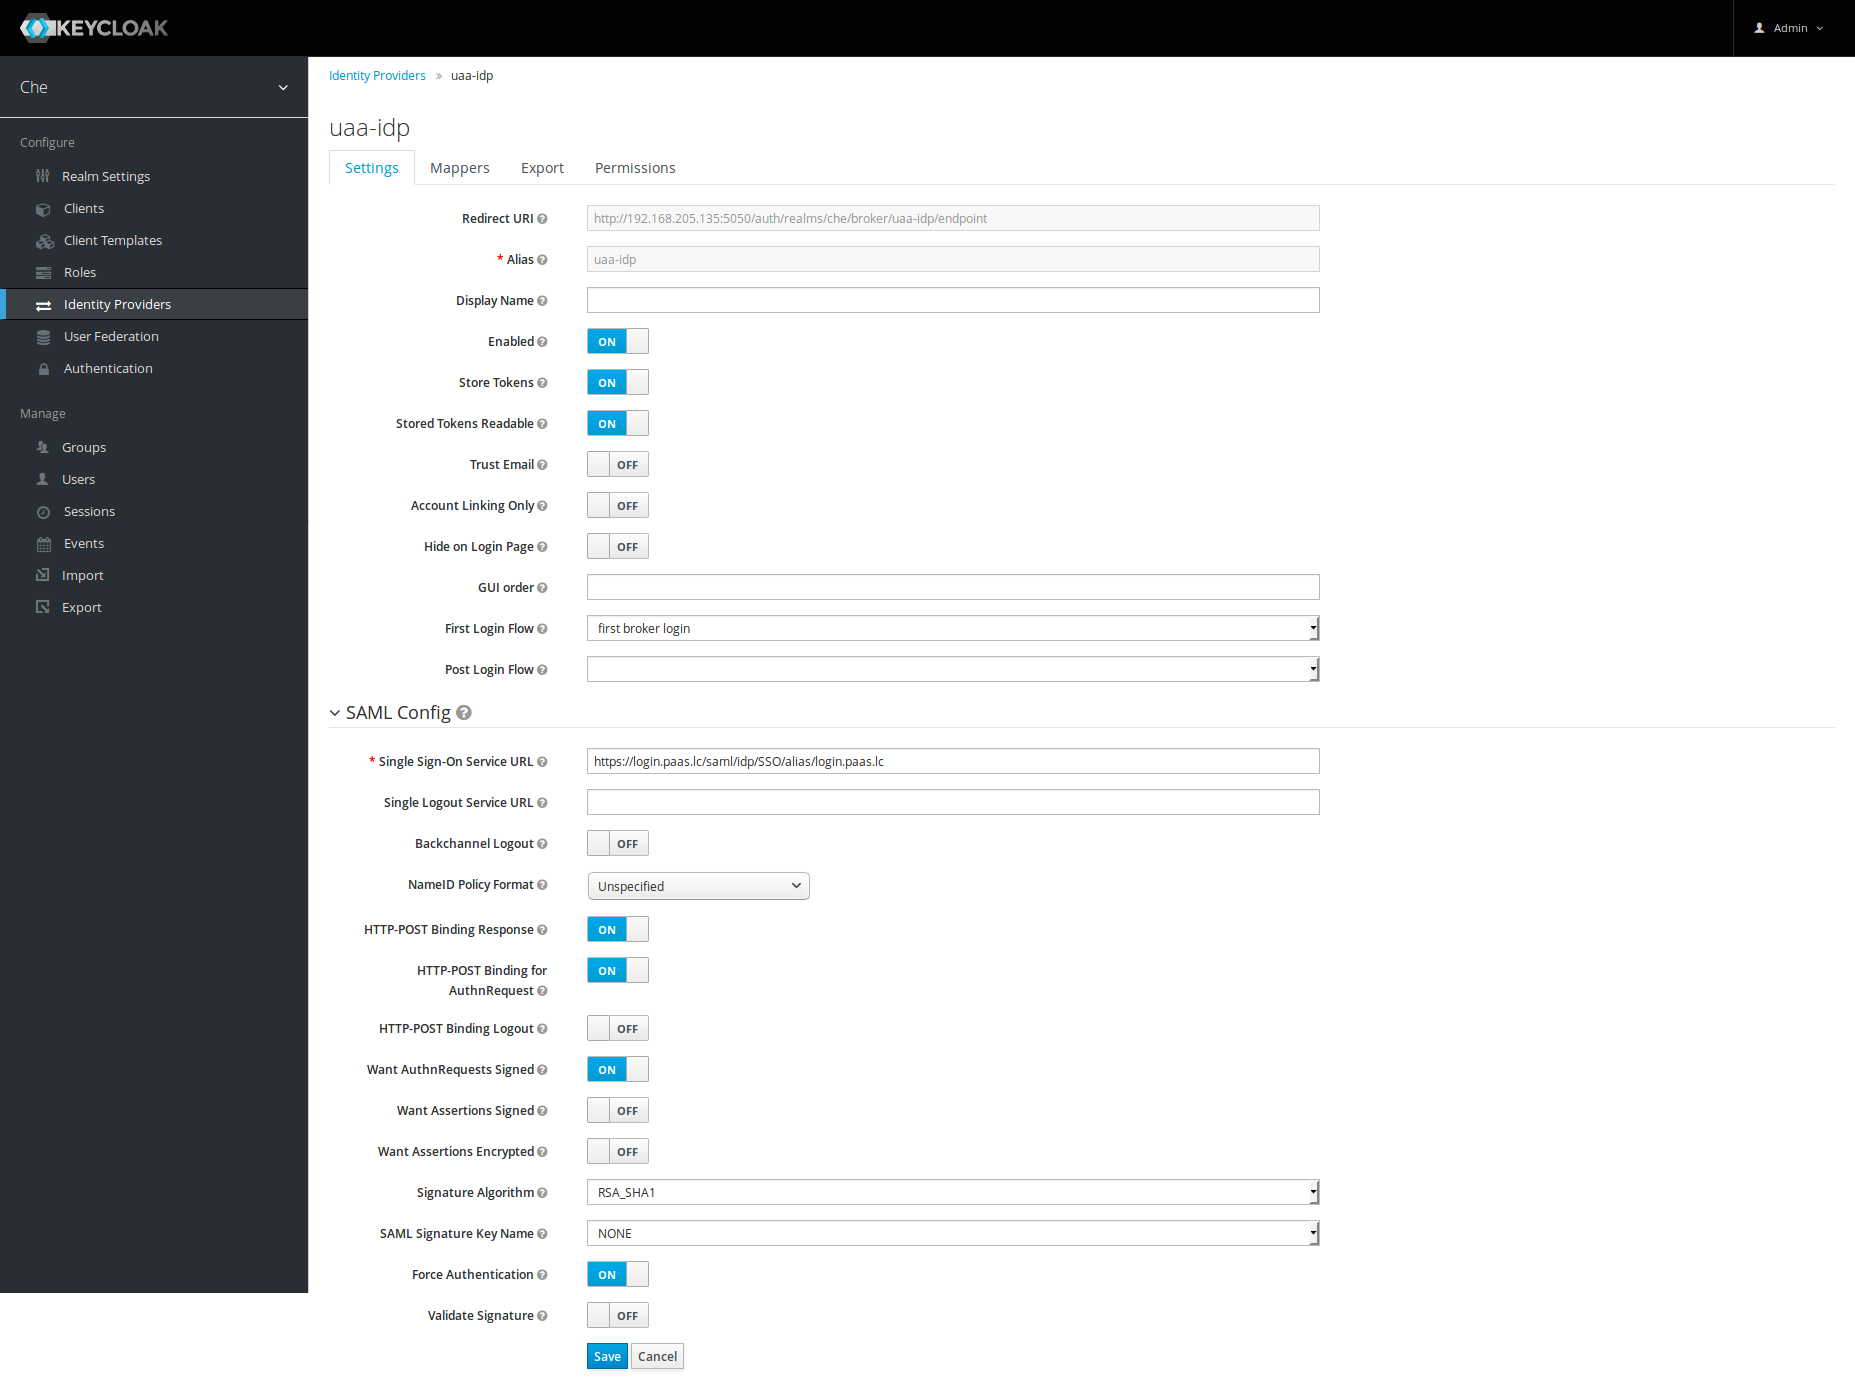 KEYCLOAK
Admin
Che
Configure
Realm Settings
Clients
Client Templates
Roles
Identity Providers
User Federation
Authentication
Manage
Groups
Users
Sessions
Events
Import
Export
Identity Providers » uaa-idp
uaa-idp
Settings Mappers Export Permissions
Redirect URI http://192.168.205.135:5050/auth/realms/che/broker/uaa-idp/endpoint
* Alias uaa-idp
Display Name
Enabled ON
Store Tokens ON
Stored Tokens Readable ON
Trust Email OFF
Account Linking Only OFF
Hide on Login Page OFF
GUI order
First Login Flow first broker login
Post Login Flow
SAML Config
* Single Sign-On Service URL https://login.paas.lc/saml/idp/SSO/alias/login.paas.lc
Single Logout Service URL
Backchannel Logout OFF
NameID Policy Format Unspecified
HTTP-POST Binding Response ON
HTTP-POST Binding for ON
AuthnRequest
HTTP-POST Binding Logout OFF
Want AuthnRequests Signed ON
Want Assertions Signed OFF
Want Assertions Encrypted OFF
Signature Algorithm RSA_SHA1
SAML Signature Key Name NONE
Force Authentication ON
Validate Signature OFF
Save Cancel